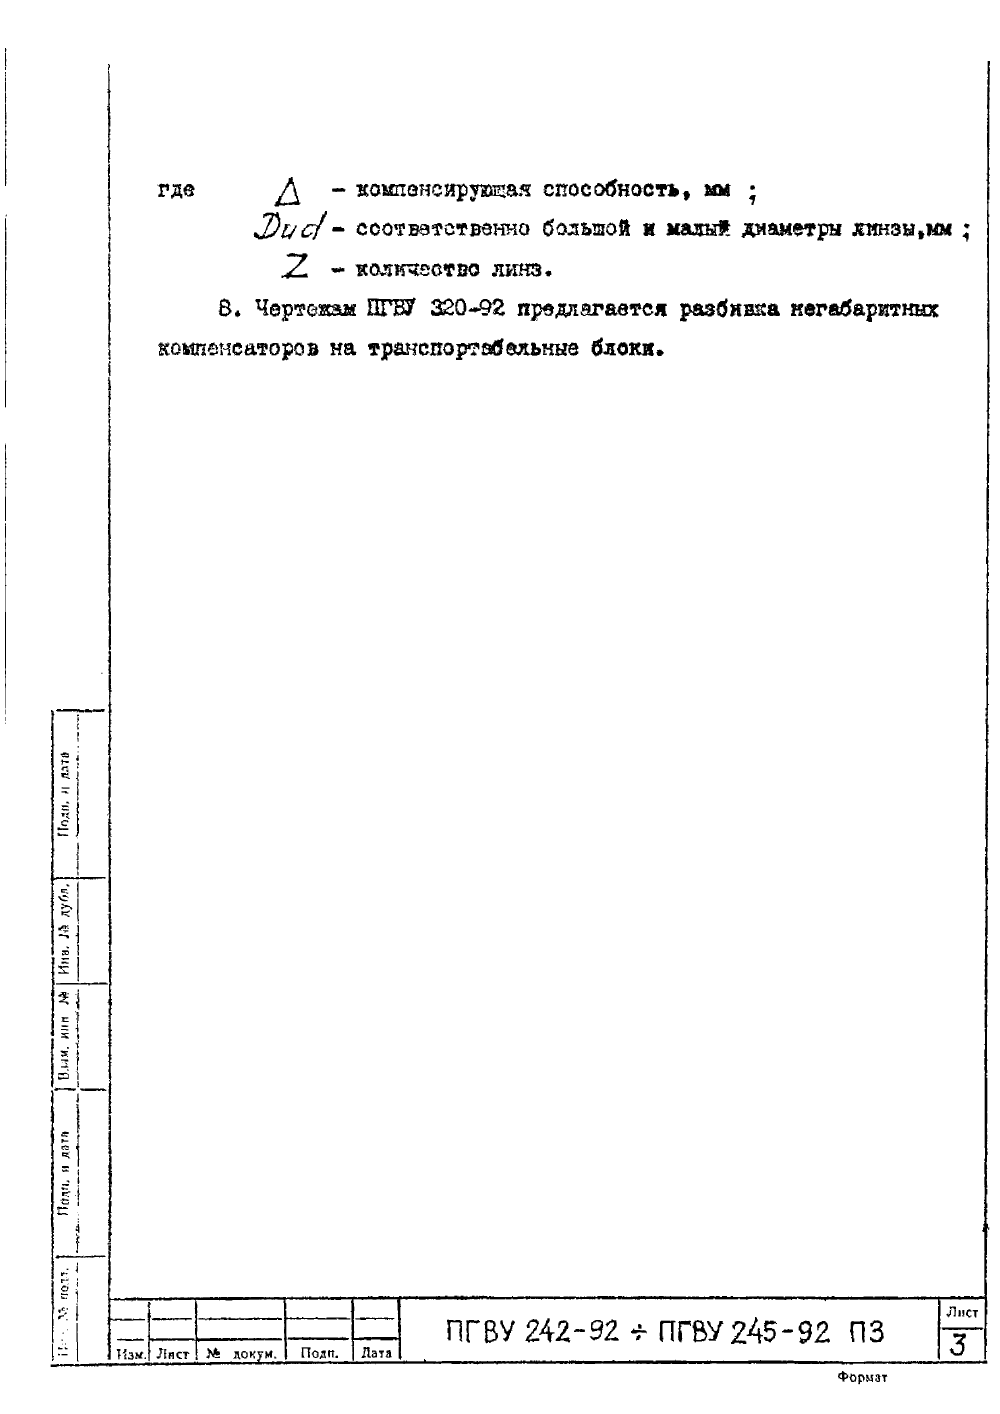 где Δ - компенсирующая способность, мм ;
D и d - соответственно большой и малый диаметры линзы,мм ;
Z - количество линз.
8. Чертежам ПГВУ 320-92 предлагается разбивка негабаритных
компенсаторов на транспортабельные блоки.
Подп. и дата
Инв. № дубл.
Взам. инв №
Подп. и дата
Инв. № подл.
Изм. Лист № докум. Подп. Дата
ПГВУ 242-92 ÷ ПГВУ 245-92 ПЗ
Лист
3
Формат